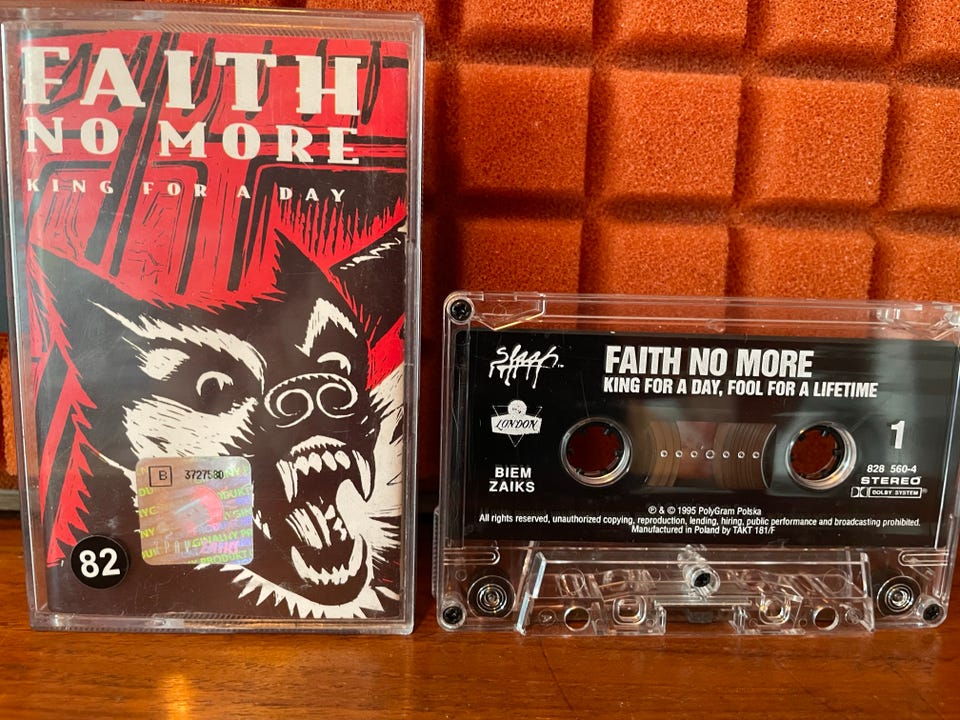 FAITH
NO MORE
KING FOR A DAY
B 3727580
82
slash ™
LONDON
BIEM
ZAIKS
FAITH NO MORE
KING FOR A DAY, FOOL FOR A LIFETIME
1
828 560-4
STEREO
DOLBY SYSTEM
℗ & © 1995 PolyGram Polska
All rights reserved, unauthorized copying, reproduction, lending, hiring, public performance and broadcasting prohibited.
Manufactured in Poland by TAKT 181/F